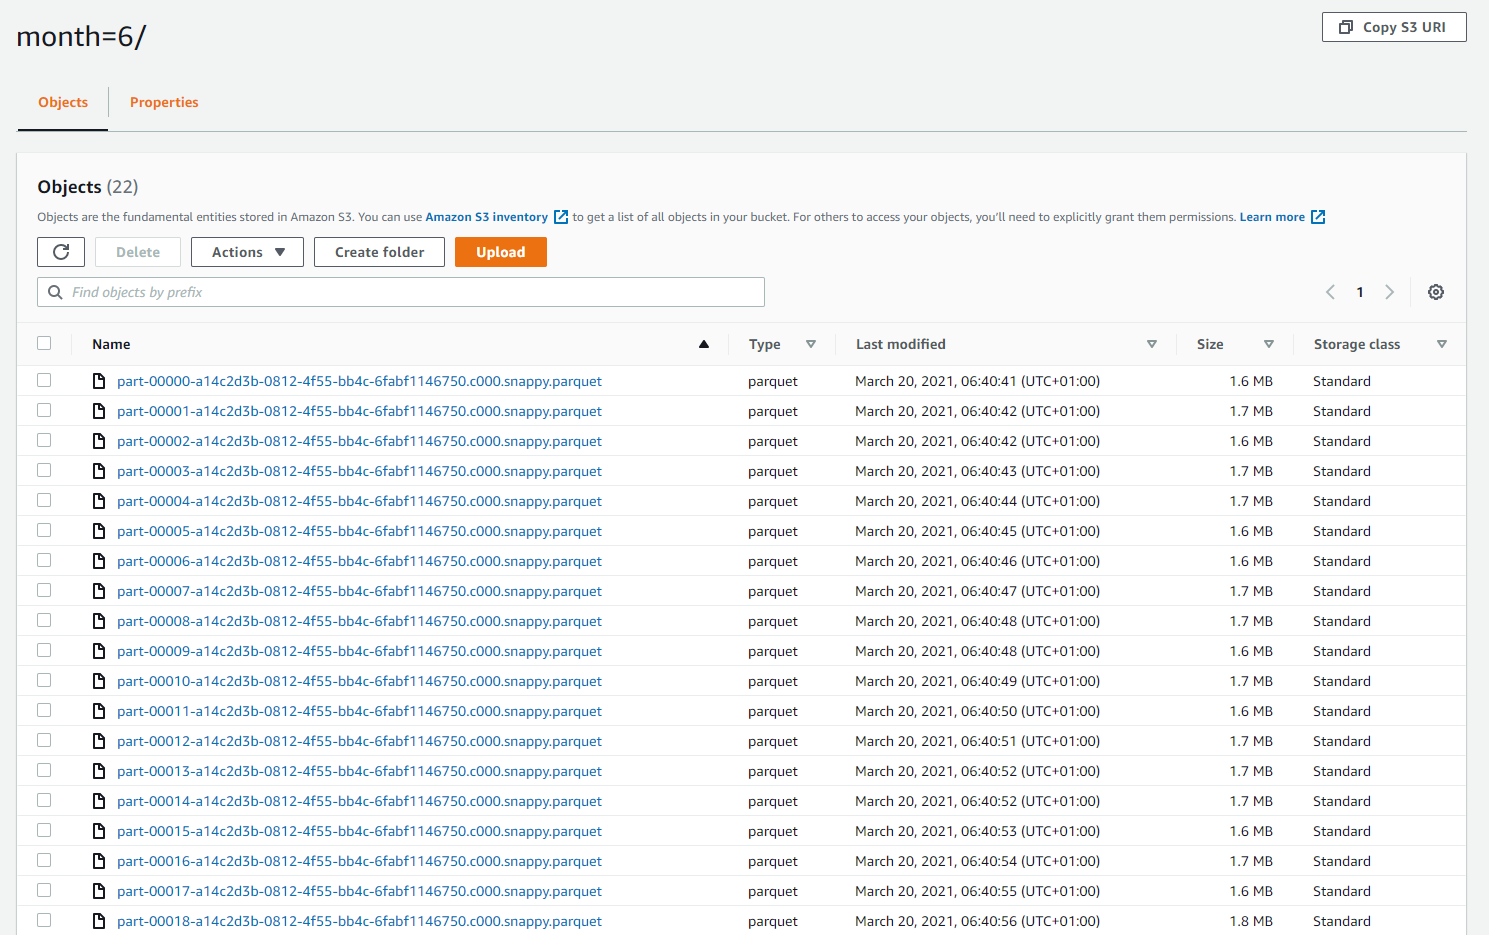 month=6/
Copy S3 URI
Objects Properties
Objects (22)
Objects are the fundamental entities stored in Amazon S3. You can use Amazon S3 inventory to get a list of all objects in your bucket. For others to access your objects, you'll need to explicitly grant them permissions. Learn more
Delete Actions Create folder Upload
Find objects by prefix 1
Name Type Last modified Size Storage class
part-00000-a14c2d3b-0812-4f55-bb4c-6fabf1146750.c000.snappy.parquet parquet March 20, 2021, 06:40:41 (UTC+01:00) 1.6 MB Standard
part-00001-a14c2d3b-0812-4f55-bb4c-6fabf1146750.c000.snappy.parquet parquet March 20, 2021, 06:40:42 (UTC+01:00) 1.7 MB Standard
part-00002-a14c2d3b-0812-4f55-bb4c-6fabf1146750.c000.snappy.parquet parquet March 20, 2021, 06:40:42 (UTC+01:00) 1.6 MB Standard
part-00003-a14c2d3b-0812-4f55-bb4c-6fabf1146750.c000.snappy.parquet parquet March 20, 2021, 06:40:43 (UTC+01:00) 1.7 MB Standard
part-00004-a14c2d3b-0812-4f55-bb4c-6fabf1146750.c000.snappy.parquet parquet March 20, 2021, 06:40:44 (UTC+01:00) 1.7 MB Standard
part-00005-a14c2d3b-0812-4f55-bb4c-6fabf1146750.c000.snappy.parquet parquet March 20, 2021, 06:40:45 (UTC+01:00) 1.6 MB Standard
part-00006-a14c2d3b-0812-4f55-bb4c-6fabf1146750.c000.snappy.parquet parquet March 20, 2021, 06:40:46 (UTC+01:00) 1.6 MB Standard
part-00007-a14c2d3b-0812-4f55-bb4c-6fabf1146750.c000.snappy.parquet parquet March 20, 2021, 06:40:47 (UTC+01:00) 1.7 MB Standard
part-00008-a14c2d3b-0812-4f55-bb4c-6fabf1146750.c000.snappy.parquet parquet March 20, 2021, 06:40:48 (UTC+01:00) 1.7 MB Standard
part-00009-a14c2d3b-0812-4f55-bb4c-6fabf1146750.c000.snappy.parquet parquet March 20, 2021, 06:40:48 (UTC+01:00) 1.6 MB Standard
part-00010-a14c2d3b-0812-4f55-bb4c-6fabf1146750.c000.snappy.parquet parquet March 20, 2021, 06:40:49 (UTC+01:00) 1.7 MB Standard
part-00011-a14c2d3b-0812-4f55-bb4c-6fabf1146750.c000.snappy.parquet parquet March 20, 2021, 06:40:50 (UTC+01:00) 1.6 MB Standard
part-00012-a14c2d3b-0812-4f55-bb4c-6fabf1146750.c000.snappy.parquet parquet March 20, 2021, 06:40:51 (UTC+01:00) 1.7 MB Standard
part-00013-a14c2d3b-0812-4f55-bb4c-6fabf1146750.c000.snappy.parquet parquet March 20, 2021, 06:40:52 (UTC+01:00) 1.7 MB Standard
part-00014-a14c2d3b-0812-4f55-bb4c-6fabf1146750.c000.snappy.parquet parquet March 20, 2021, 06:40:52 (UTC+01:00) 1.7 MB Standard
part-00015-a14c2d3b-0812-4f55-bb4c-6fabf1146750.c000.snappy.parquet parquet March 20, 2021, 06:40:53 (UTC+01:00) 1.6 MB Standard
part-00016-a14c2d3b-0812-4f55-bb4c-6fabf1146750.c000.snappy.parquet parquet March 20, 2021, 06:40:54 (UTC+01:00) 1.7 MB Standard
part-00017-a14c2d3b-0812-4f55-bb4c-6fabf1146750.c000.snappy.parquet parquet March 20, 2021, 06:40:55 (UTC+01:00) 1.6 MB Standard
part-00018-a14c2d3b-0812-4f55-bb4c-6fabf1146750.c000.snappy.parquet parquet March 20, 2021, 06:40:56 (UTC+01:00) 1.8 MB Standard